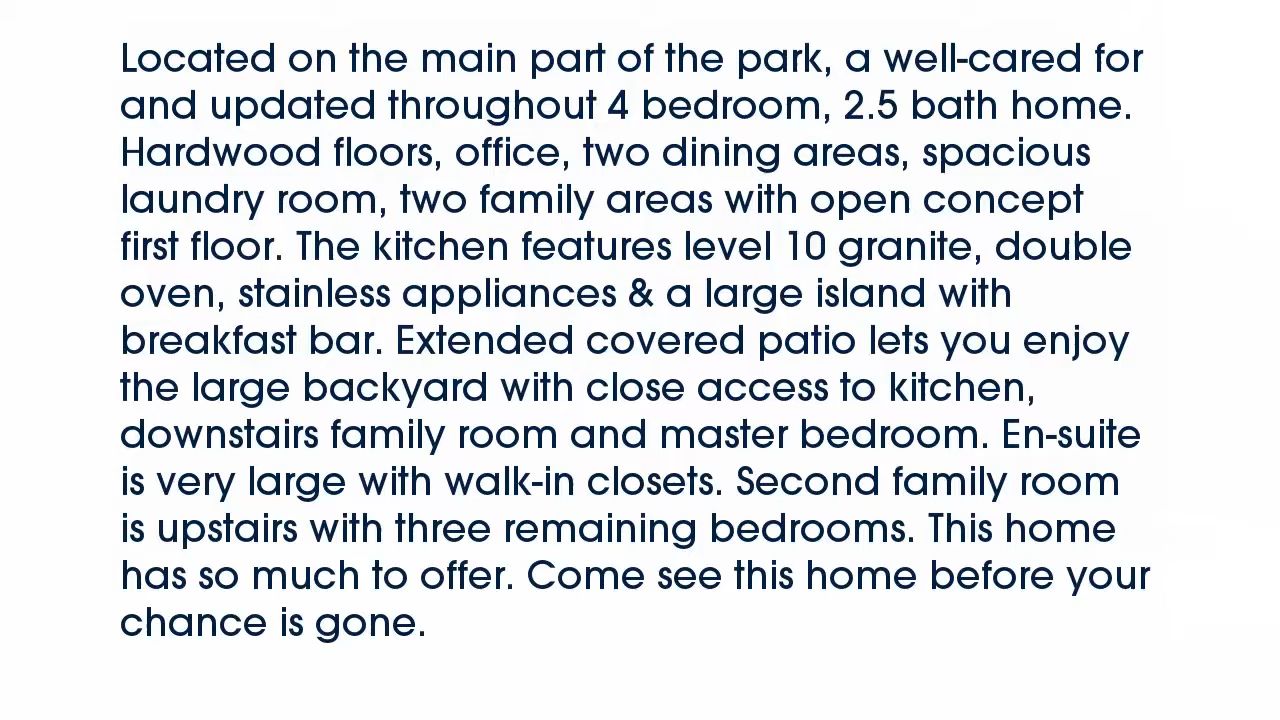 Located on the main part of the park, a well-cared for
and updated throughout 4 bedroom, 2.5 bath home.
Hardwood floors, office, two dining areas, spacious
laundry room, two family areas with open concept
first floor. The kitchen features level 10 granite, double
oven, stainless appliances & a large island with
breakfast bar. Extended covered patio lets you enjoy
the large backyard with close access to kitchen,
downstairs family room and master bedroom. En-suite
is very large with walk-in closets. Second family room
is upstairs with three remaining bedrooms. This home
has so much to offer. Come see this home before your
chance is gone.